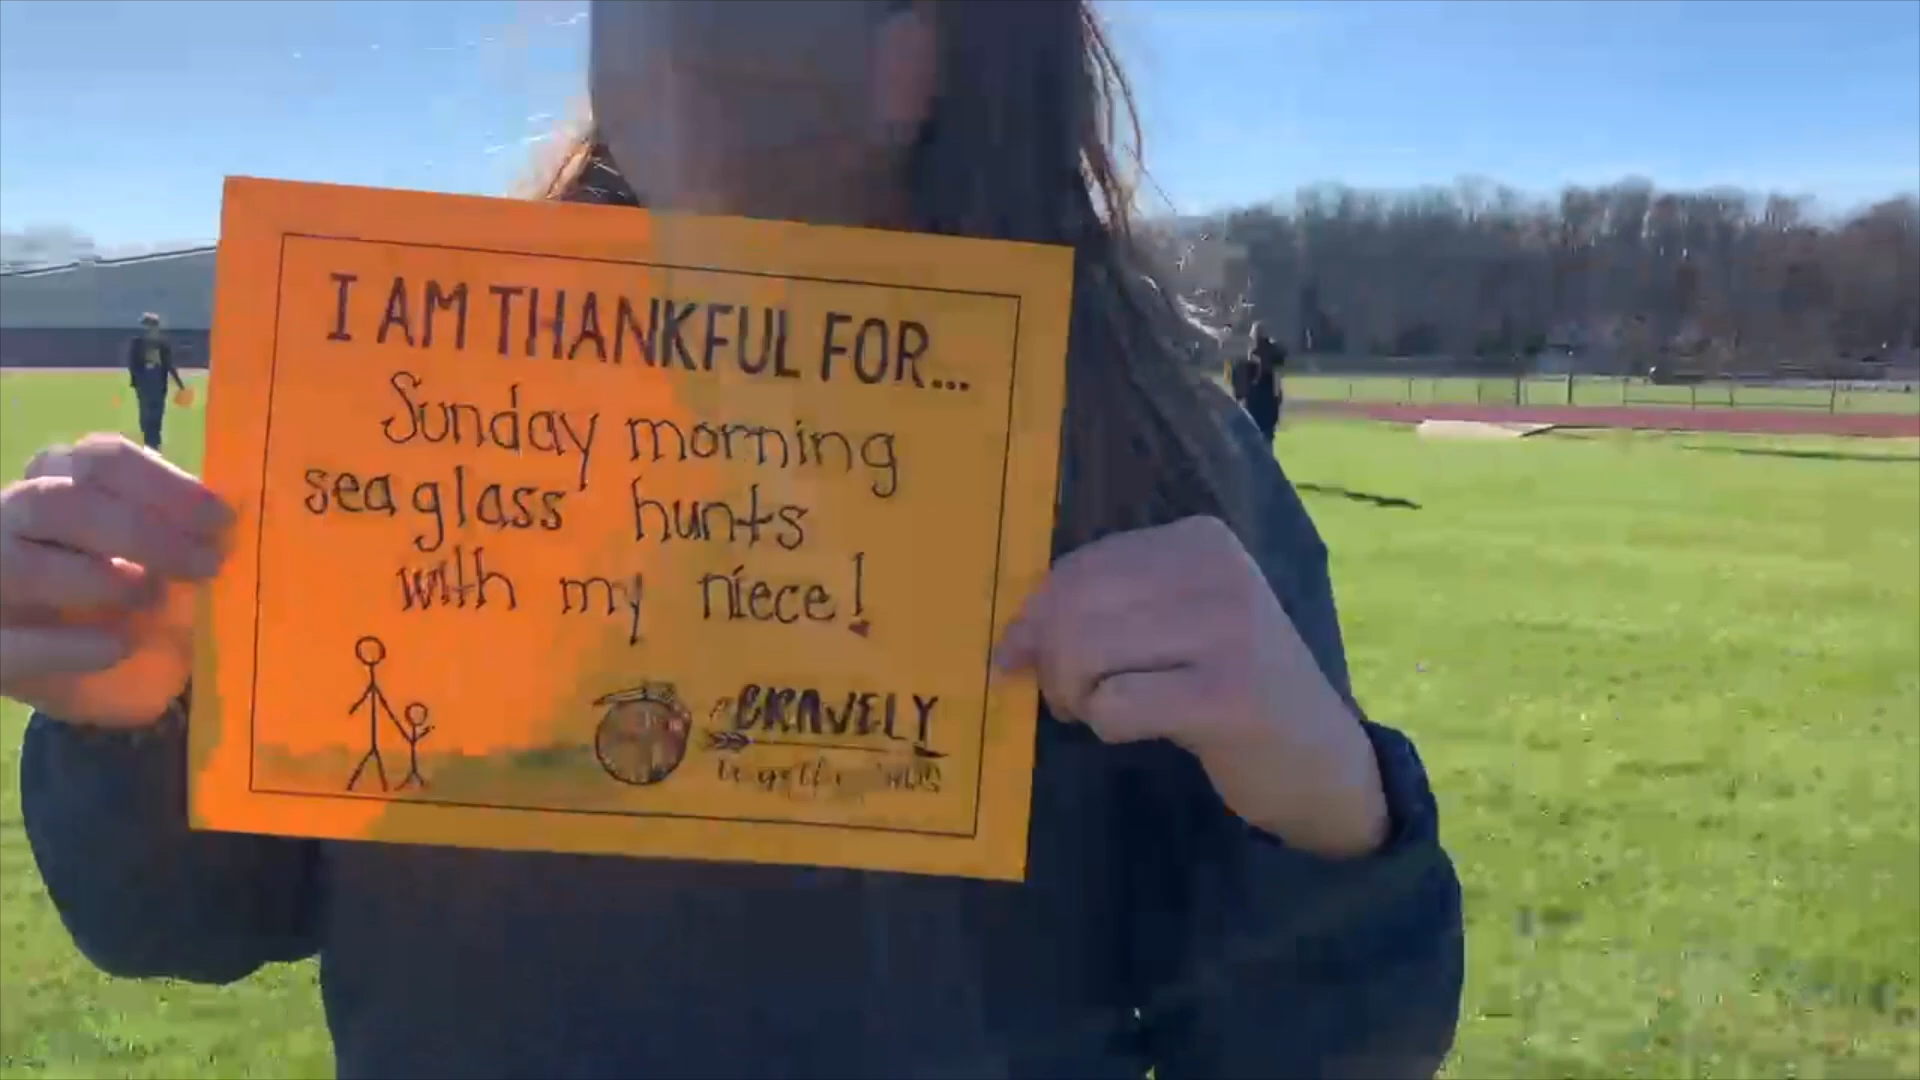 I AM THANKFUL FOR...
Sunday morning
sea glass hunts
with my niece!
BRAVELY